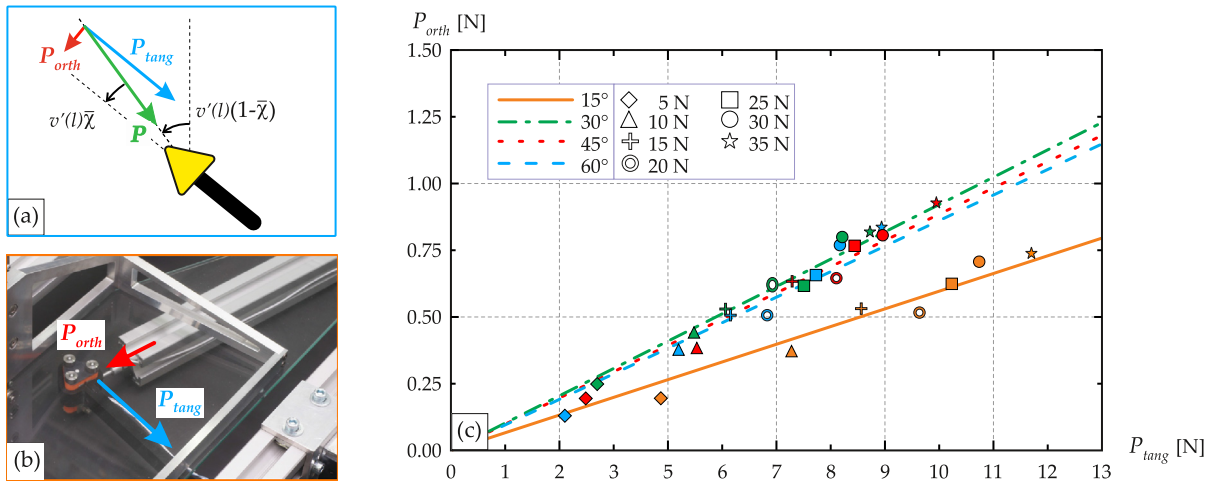 P_orth
P_tang
v'(l)χ̄
v'(l)(1-χ̄)
P
(a)
P_orth
P_tang
(b)
P_orth [N]
1.50
1.25
1.00
0.75
0.50
0.25
0.00
15° 5 N 25 N
30° 10 N 30 N
45° 15 N 35 N
60° 20 N
(c)
0 1 2 3 4 5 6 7 8 9 10 11 12 13
P_tang [N]